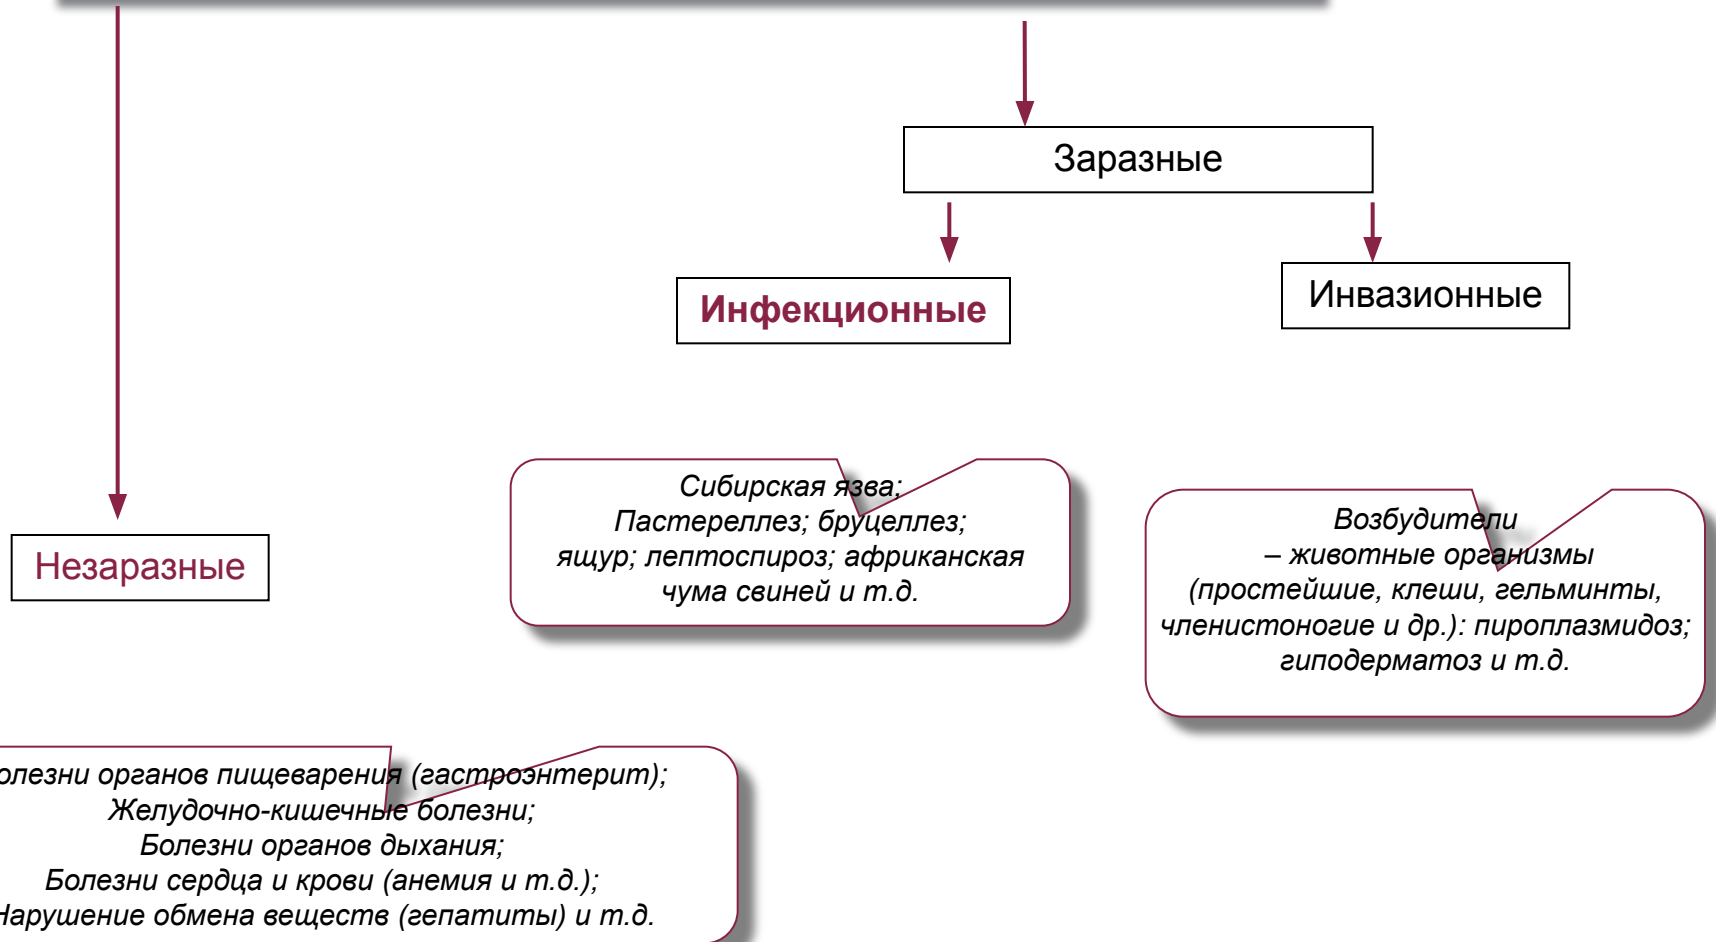 Заразные
Инфекционные
Инвазионные
Сибирская язва;
Пастереллез; бруцеллез;
ящур; лептоспироз; африканская
чума свиней и т.д.
Возбудители
– животные организмы
(простейшие, клеши, гельминты,
членистоногие и др.): пироплазмидоз;
гиподерматоз и т.д.
Незаразные
олезни органов пищеварения (гастроэнтерит);
Желудочно-кишечные болезни;
Болезни органов дыхания;
Болезни сердца и крови (анемия и т.д.);
Нарушение обмена веществ (гепатиты) и т.д.